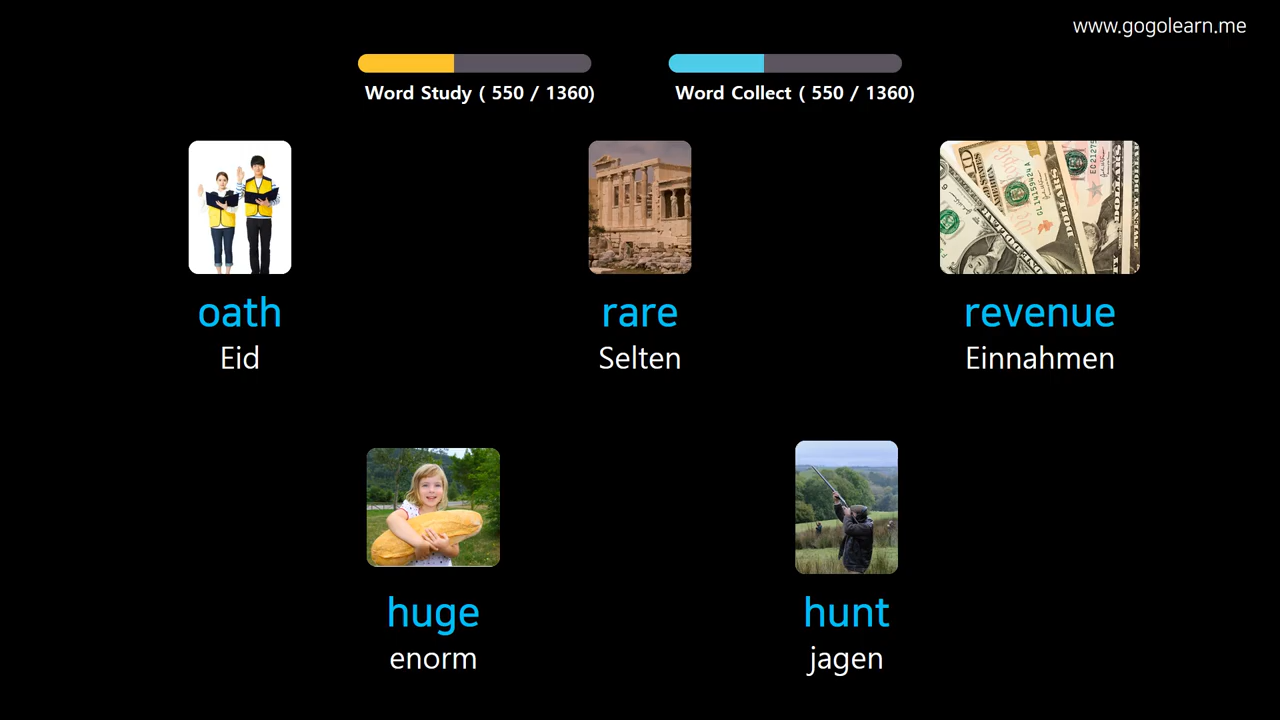 www.gogolearn.me
Word Study ( 550 / 1360)
Word Collect ( 550 / 1360)
oath
Eid
rare
Selten
revenue
Einnahmen
huge
enorm
hunt
jagen